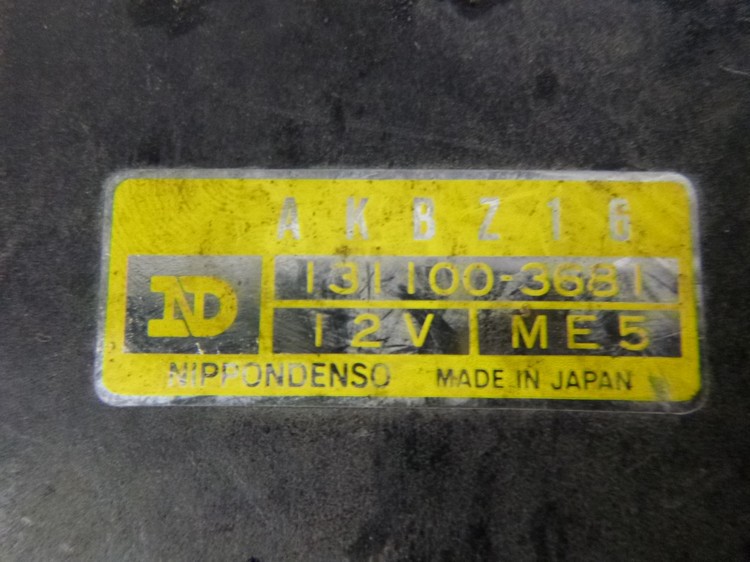 AKBZ16
ND
131100-3681
12V ME5
NIPPONDENSO MADE IN JAPAN